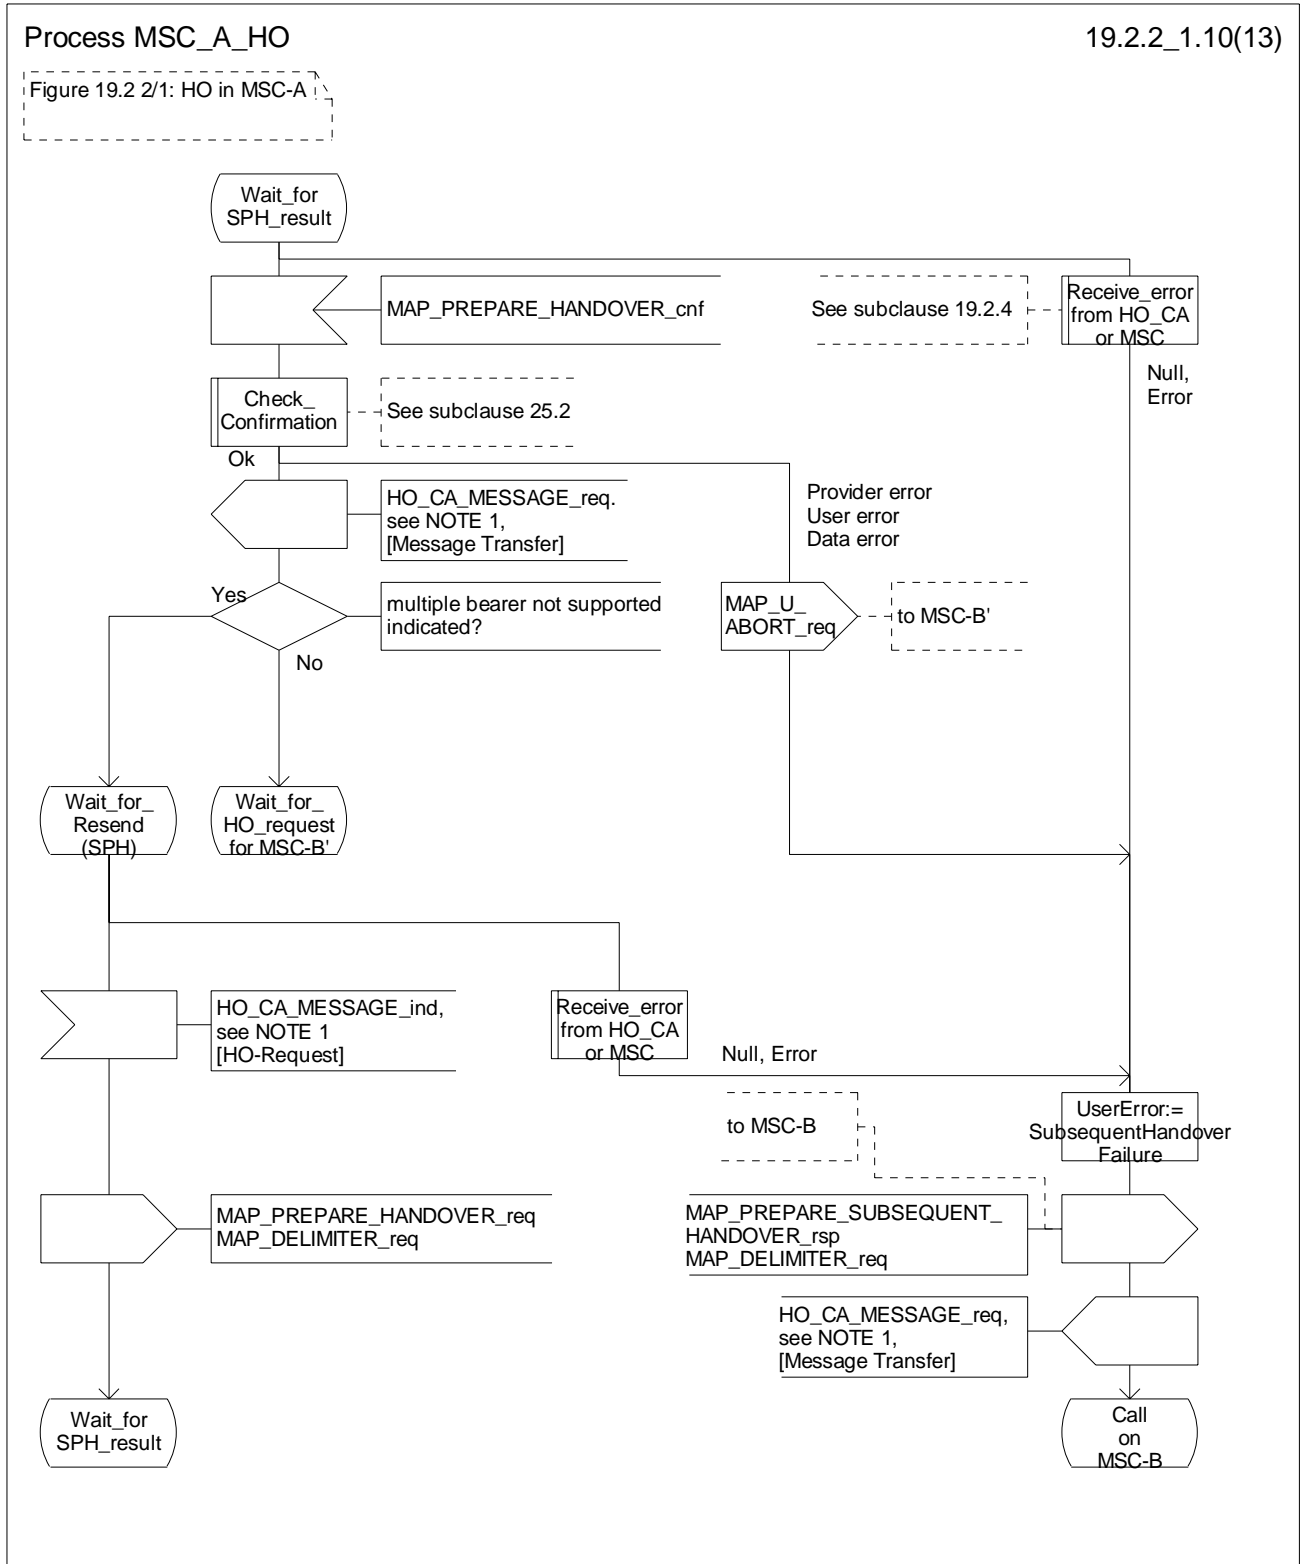 Process MSC_A_HO
19.2.2_1.10(13)
Figure 19.2 2/1: HO in MSC-A
Wait_for
SPH_result
MAP_PREPARE_HANDOVER_cnf
See subclause 19.2.4
Receive_error
from HO_CA
or MSC
Null,
Error
Check_
Confirmation
See subclause 25.2
Ok
HO_CA_MESSAGE_req.
see NOTE 1,
[Message Transfer]
Provider error
User error
Data error
Yes
multiple bearer not supported
indicated?
No
MAP_U_
ABORT_req
to MSC-B'
Wait_for_
Resend
(SPH)
Wait_for_
HO_request
for MSC-B'
HO_CA_MESSAGE_ind,
see NOTE 1
[HO-Request]
Receive_error
from HO_CA
or MSC
Null, Error
to MSC-B
UserError:=
SubsequentHandover
Failure
MAP_PREPARE_HANDOVER_req
MAP_DELIMITER_req
MAP_PREPARE_SUBSEQUENT_
HANDOVER_rsp
MAP_DELIMITER_req
HO_CA_MESSAGE_req,
see NOTE 1,
[Message Transfer]
Wait_for
SPH_result
Call
on
MSC-B